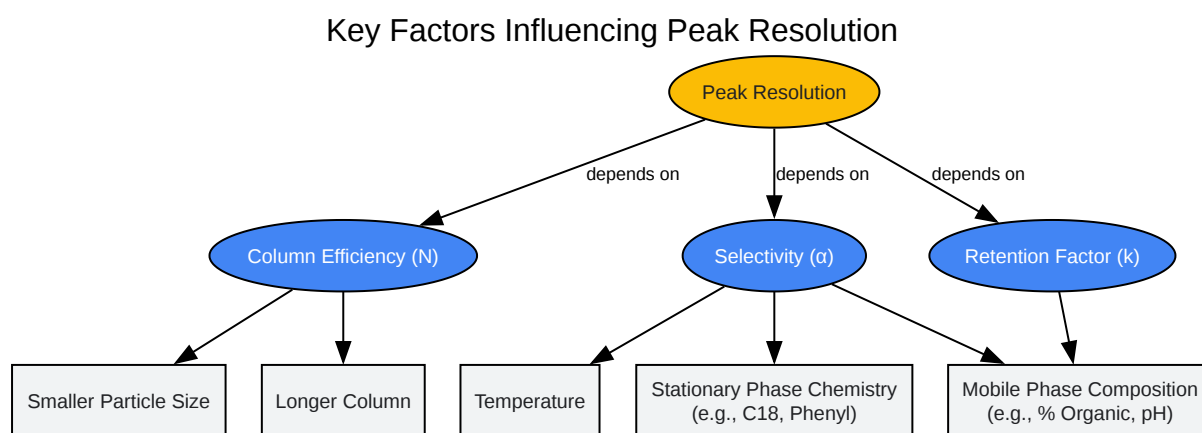 Key Factors Influencing Peak Resolution
Peak Resolution
depends on
depends on
depends on
Column Efficiency (N)
Selectivity (α)
Retention Factor (k)
Smaller Particle Size
Longer Column
Temperature
Stationary Phase Chemistry
(e.g., C18, Phenyl)
Mobile Phase Composition
(e.g., % Organic, pH)